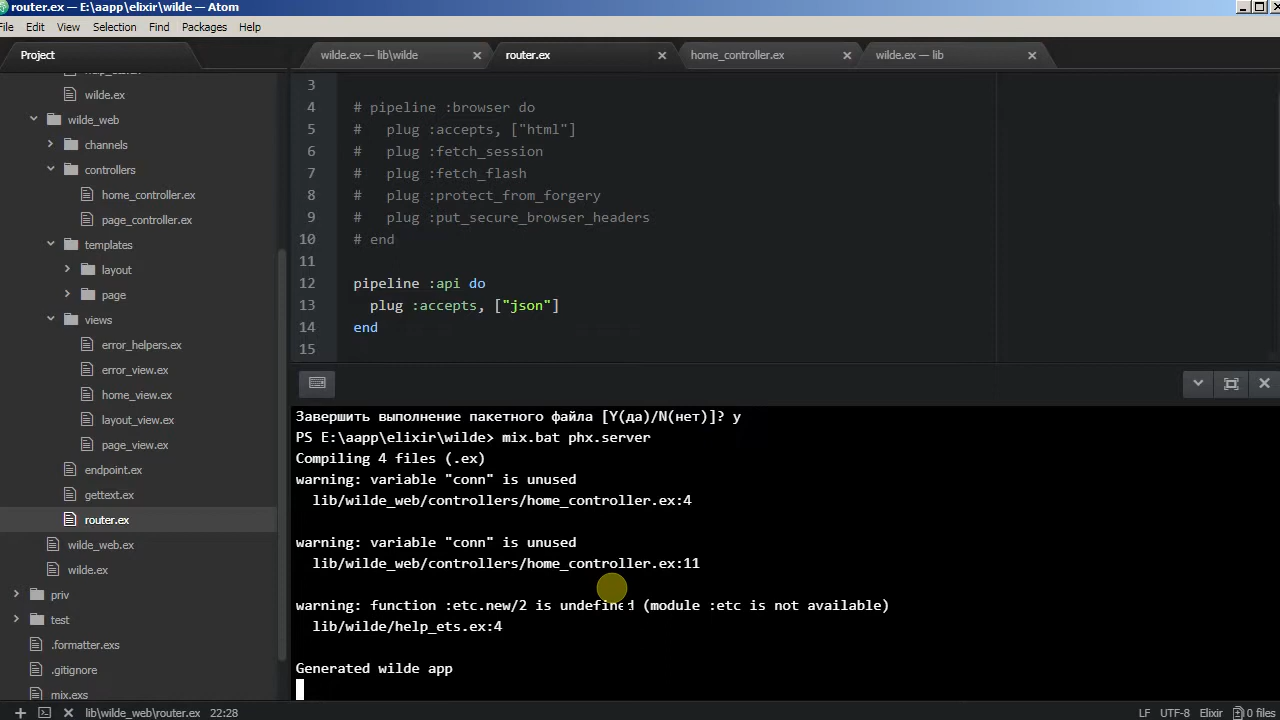 router.ex — E:\aapp\elixir\wilde — Atom
File Edit View Selection Find Packages Help
Project
wilde.ex — lib\wilde
router.ex
home_controller.ex
wilde.ex — lib
help_ets.ex
wilde.ex
wilde_web
channels
controllers
home_controller.ex
page_controller.ex
templates
layout
page
views
error_helpers.ex
error_view.ex
home_view.ex
layout_view.ex
page_view.ex
endpoint.ex
gettext.ex
router.ex
wilde_web.ex
wilde.ex
priv
test
.formatter.exs
.gitignore
mix.exs
3
4 # pipeline :browser do
5 #   plug :accepts, ["html"]
6 #   plug :fetch_session
7 #   plug :fetch_flash
8 #   plug :protect_from_forgery
9 #   plug :put_secure_browser_headers
10 # end
11
12 pipeline :api do
13   plug :accepts, ["json"]
14 end
15
Завершить выполнение пакетного файла [Y(да)/N(нет)]? y
PS E:\aapp\elixir\wilde> mix.bat phx.server
Compiling 4 files (.ex)
warning: variable "conn" is unused
  lib/wilde_web/controllers/home_controller.ex:4
warning: variable "conn" is unused
  lib/wilde_web/controllers/home_controller.ex:11
warning: function :etc.new/2 is undefined (module :etc is not available)
  lib/wilde/help_ets.ex:4
Generated wilde app
lib\wilde_web\router.ex 22:28
LF UTF-8 Elixir 0 files